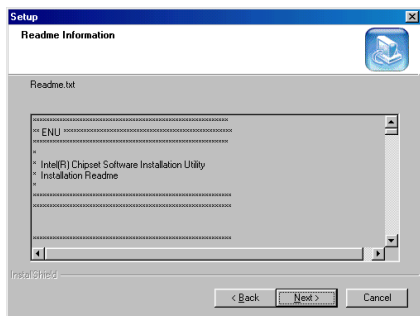 Setup
Readme Information
Readme.txt
** ENU **************************************************
*
* Intel(R) Chipset Software Installation Utility
* Installation Readme
*
InstallShield
< Back
Next >
Cancel